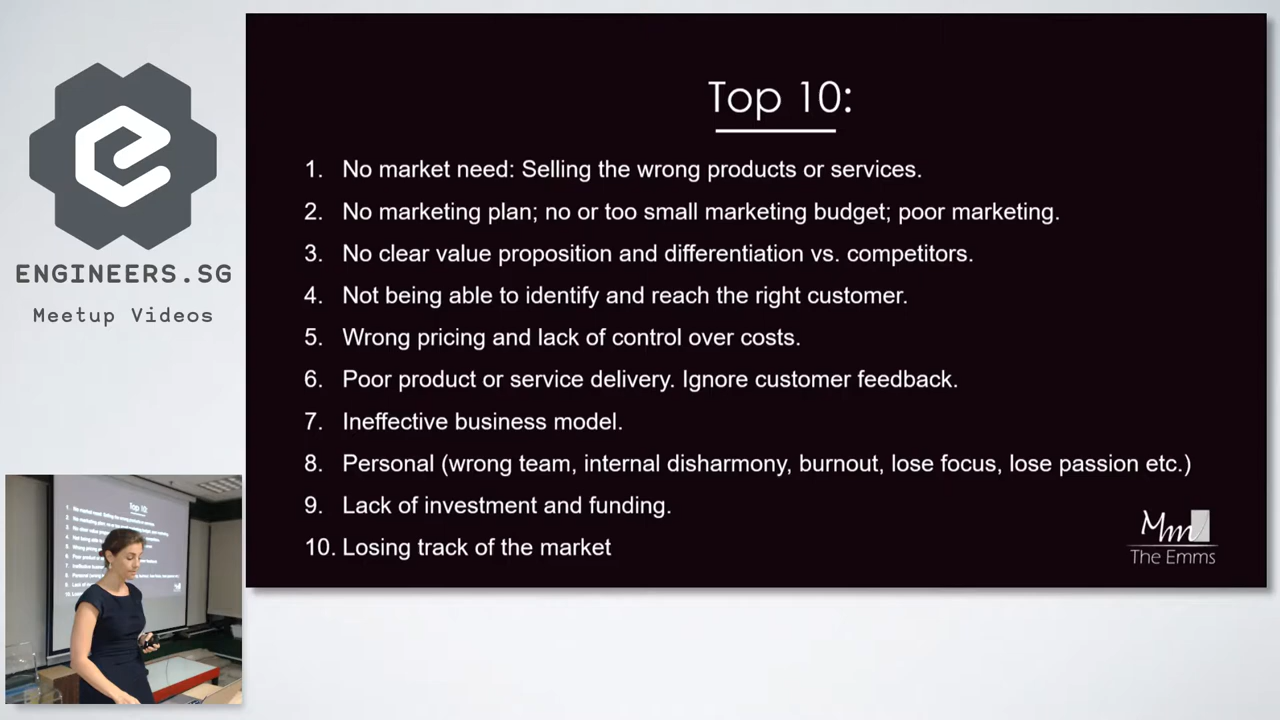 ENGINEERS.SG
Meetup Videos
Top 10:
1. No market need: Selling the wrong products or services.
2. No marketing plan; no or too small marketing budget; poor marketing.
3. No clear value proposition and differentiation vs. competitors.
4. Not being able to identify and reach the right customer.
5. Wrong pricing and lack of control over costs.
6. Poor product or service delivery. Ignore customer feedback.
7. Ineffective business model.
8. Personal (wrong team, internal disharmony, burnout, lose focus, lose passion etc.)
9. Lack of investment and funding.
10. Losing track of the market
Mm
The Emms
Top 10: